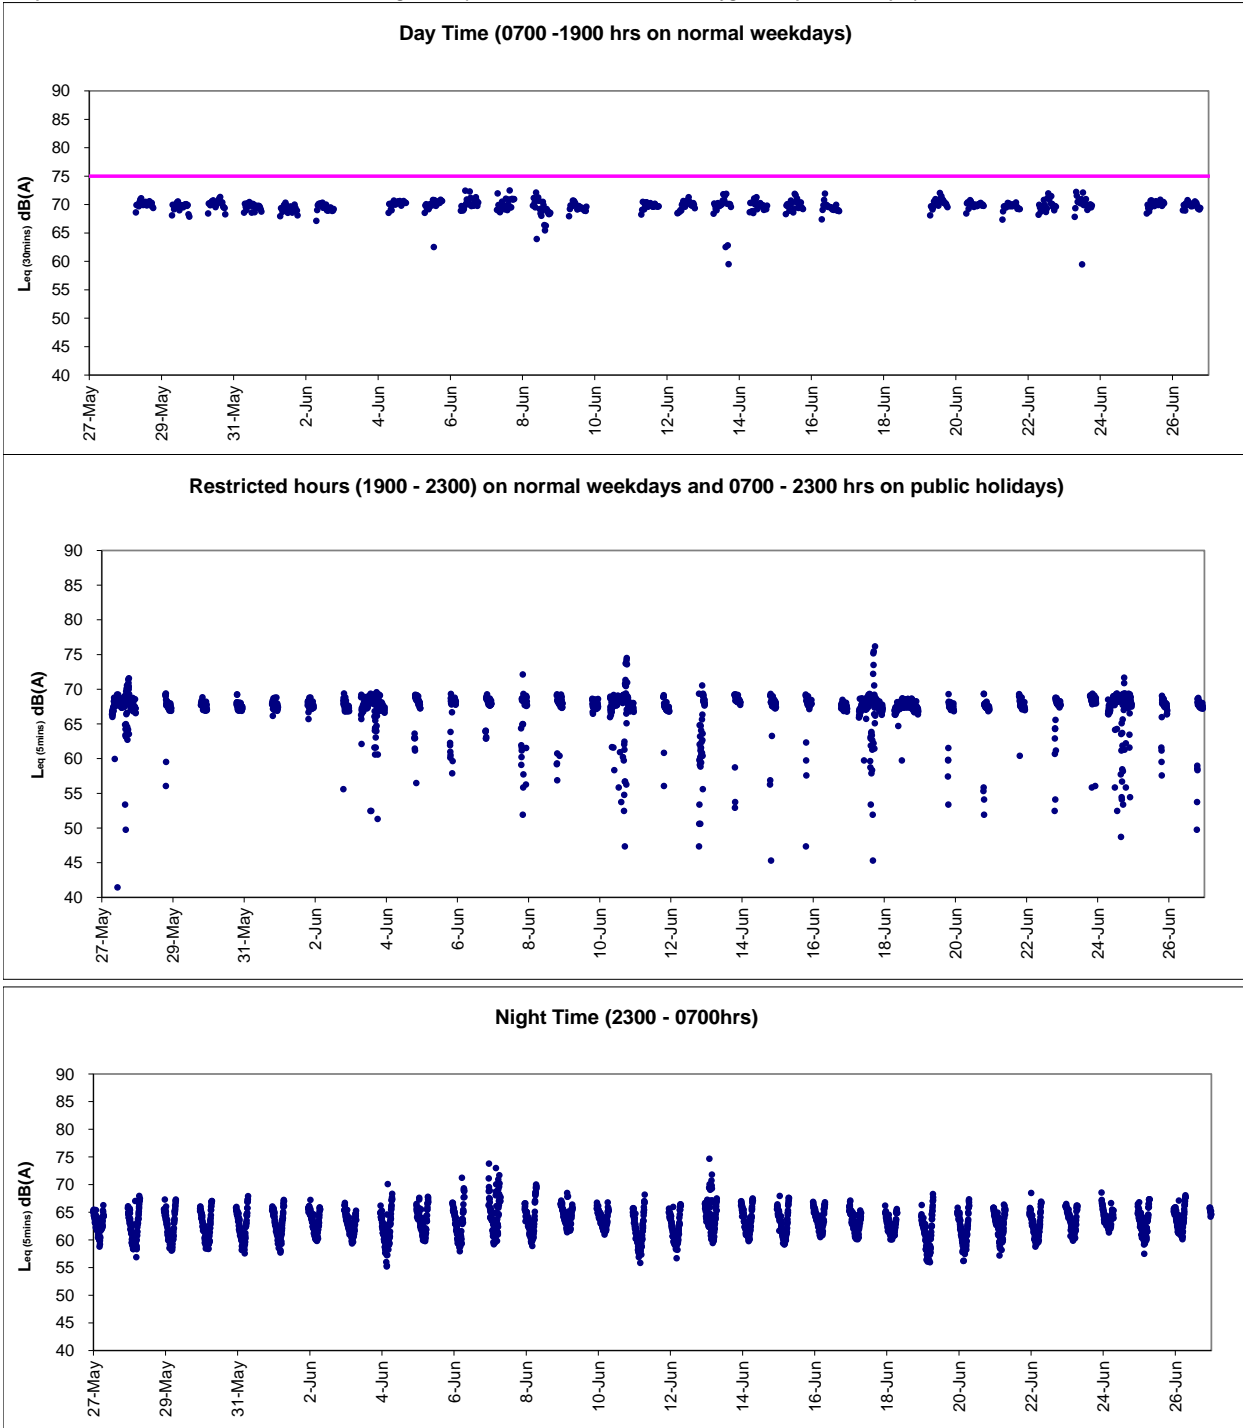 Day Time (0700 -1900 hrs on normal weekdays)
90
85
80
75
70
65
60
55
50
45
40
Leq (30mins) dB(A)
27-May
29-May
31-May
2-Jun
4-Jun
6-Jun
8-Jun
10-Jun
12-Jun
14-Jun
16-Jun
18-Jun
20-Jun
22-Jun
24-Jun
26-Jun
Restricted hours (1900 - 2300) on normal weekdays and 0700 - 2300 hrs on public holidays)
90
85
80
75
70
65
60
55
50
45
40
Leq (5mins) dB(A)
27-May
29-May
31-May
2-Jun
4-Jun
6-Jun
8-Jun
10-Jun
12-Jun
14-Jun
16-Jun
18-Jun
20-Jun
22-Jun
24-Jun
26-Jun
Night Time (2300 - 0700hrs)
90
85
80
75
70
65
60
55
50
45
40
Leq (5mins) dB(A)
27-May
29-May
31-May
2-Jun
4-Jun
6-Jun
8-Jun
10-Jun
12-Jun
14-Jun
16-Jun
18-Jun
20-Jun
22-Jun
24-Jun
26-Jun